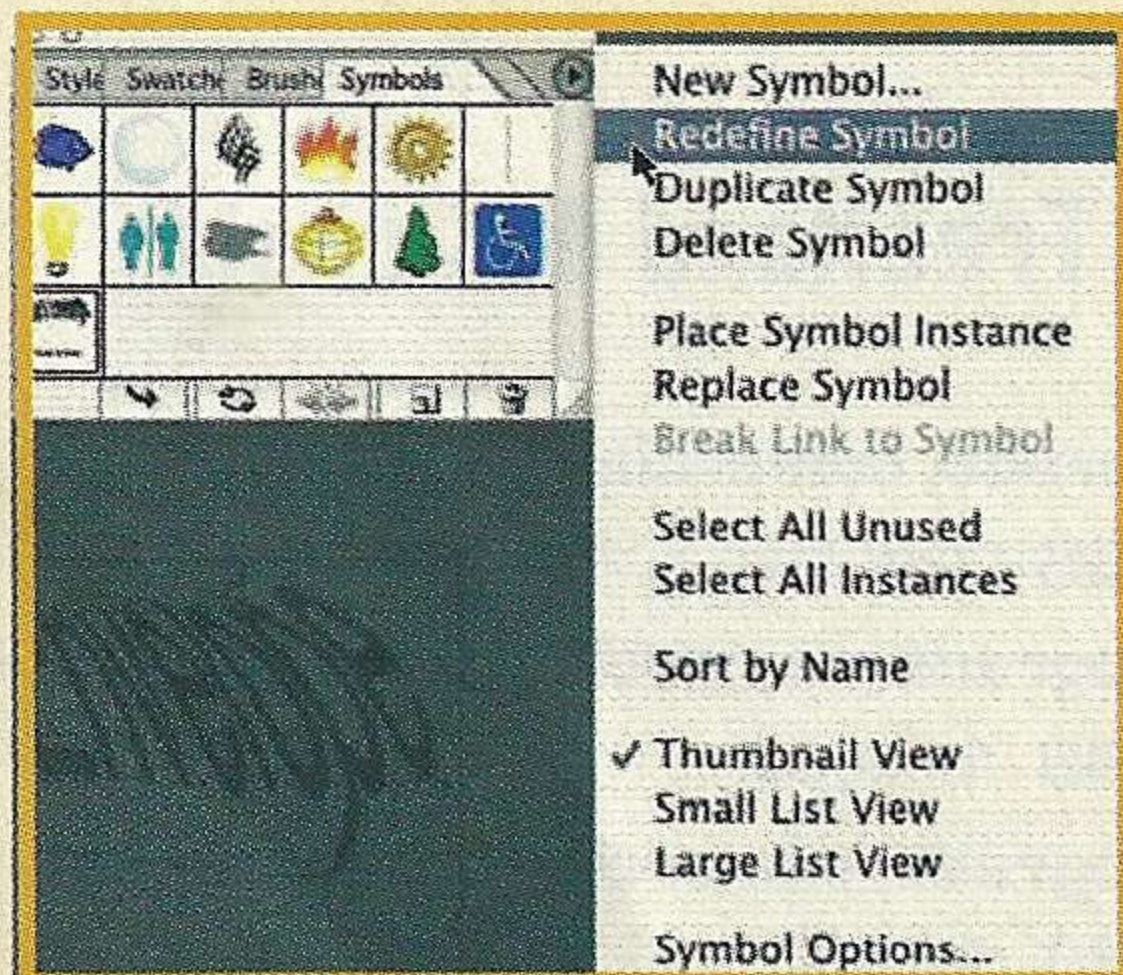 Style Swatche Brushe Symbols
New Symbol...
Redefine Symbol
Duplicate Symbol
Delete Symbol
Place Symbol Instance
Replace Symbol
Break Link to Symbol
Select All Unused
Select All Instances
Sort by Name
✓ Thumbnail View
Small List View
Large List View
Symbol Options...